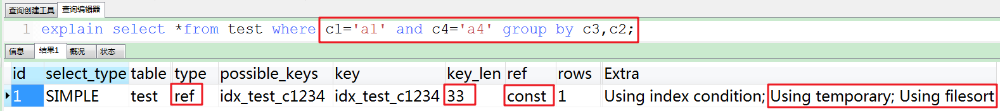 查询创建工具 查询编辑器
1 explain select *from test where c1='a1' and c4='a4' group by c3,c2;
信息 结果1 概况 状态
id select_type table type possible_keys key key_len ref rows Extra
1 SIMPLE test ref idx_test_c1234 idx_test_c1234 33 const 1 Using index condition; Using temporary; Using filesort